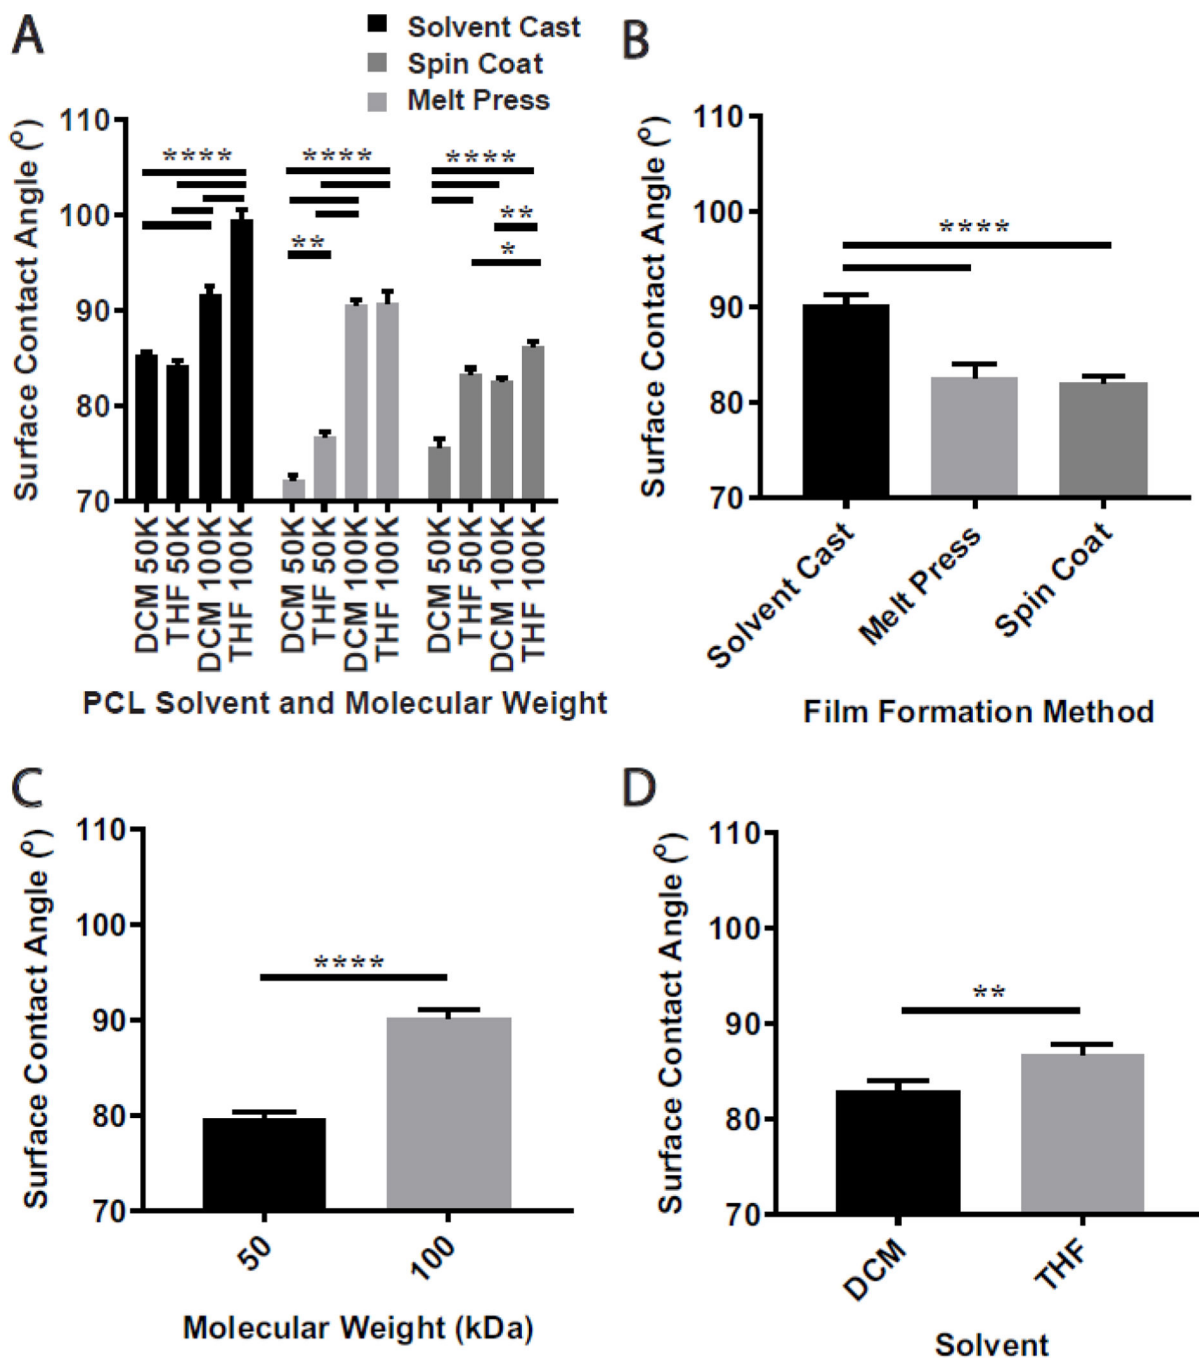 A
Solvent Cast
Spin Coat
Melt Press
Surface Contact Angle (º)
110
100
90
80
70
****
****
****
**
**
*
DCM 50K
THF 50K
DCM 100K
THF 100K
DCM 50K
THF 50K
DCM 100K
THF 100K
DCM 50K
THF 50K
DCM 100K
THF 100K
PCL Solvent and Molecular Weight
B
Surface Contact Angle (º)
110
100
90
80
70
****
Solvent Cast
Melt Press
Spin Coat
Film Formation Method
C
Surface Contact Angle (º)
110
100
90
80
70
****
50
100
Molecular Weight (kDa)
D
Surface Contact Angle (º)
110
100
90
80
70
**
DCM
THF
Solvent